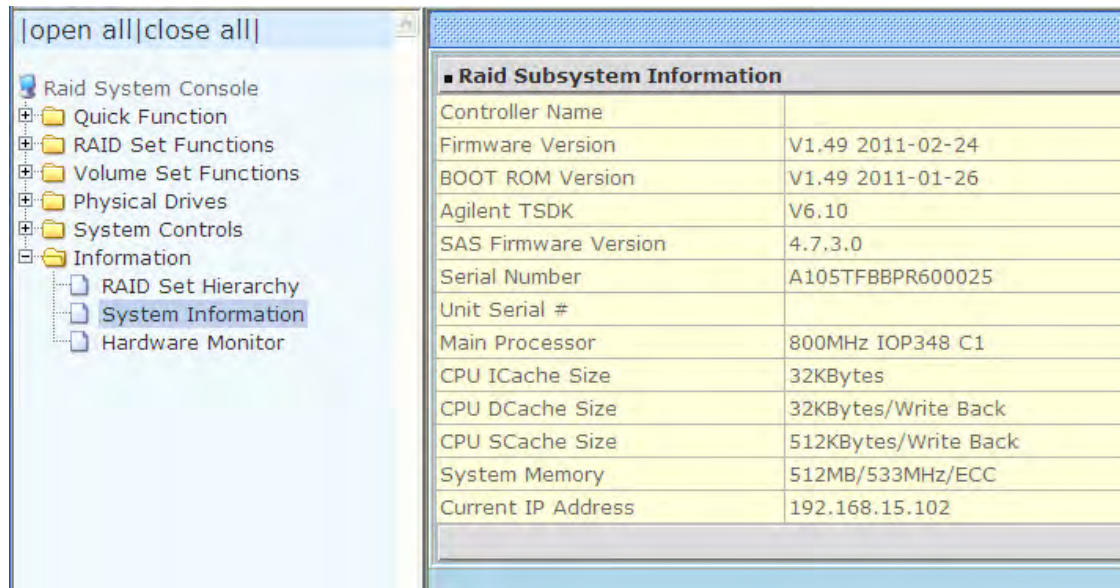 |open all|close all|
Raid System Console
Quick Function
RAID Set Functions
Volume Set Functions
Physical Drives
System Controls
Information
RAID Set Hierarchy
System Information
Hardware Monitor
Raid Subsystem Information
Controller Name
Firmware Version V1.49 2011-02-24
BOOT ROM Version V1.49 2011-01-26
Agilent TSDK V6.10
SAS Firmware Version 4.7.3.0
Serial Number A105TFBBPR600025
Unit Serial #
Main Processor 800MHz IOP348 C1
CPU ICache Size 32KBytes
CPU DCache Size 32KBytes/Write Back
CPU SCache Size 512KBytes/Write Back
System Memory 512MB/533MHz/ECC
Current IP Address 192.168.15.102